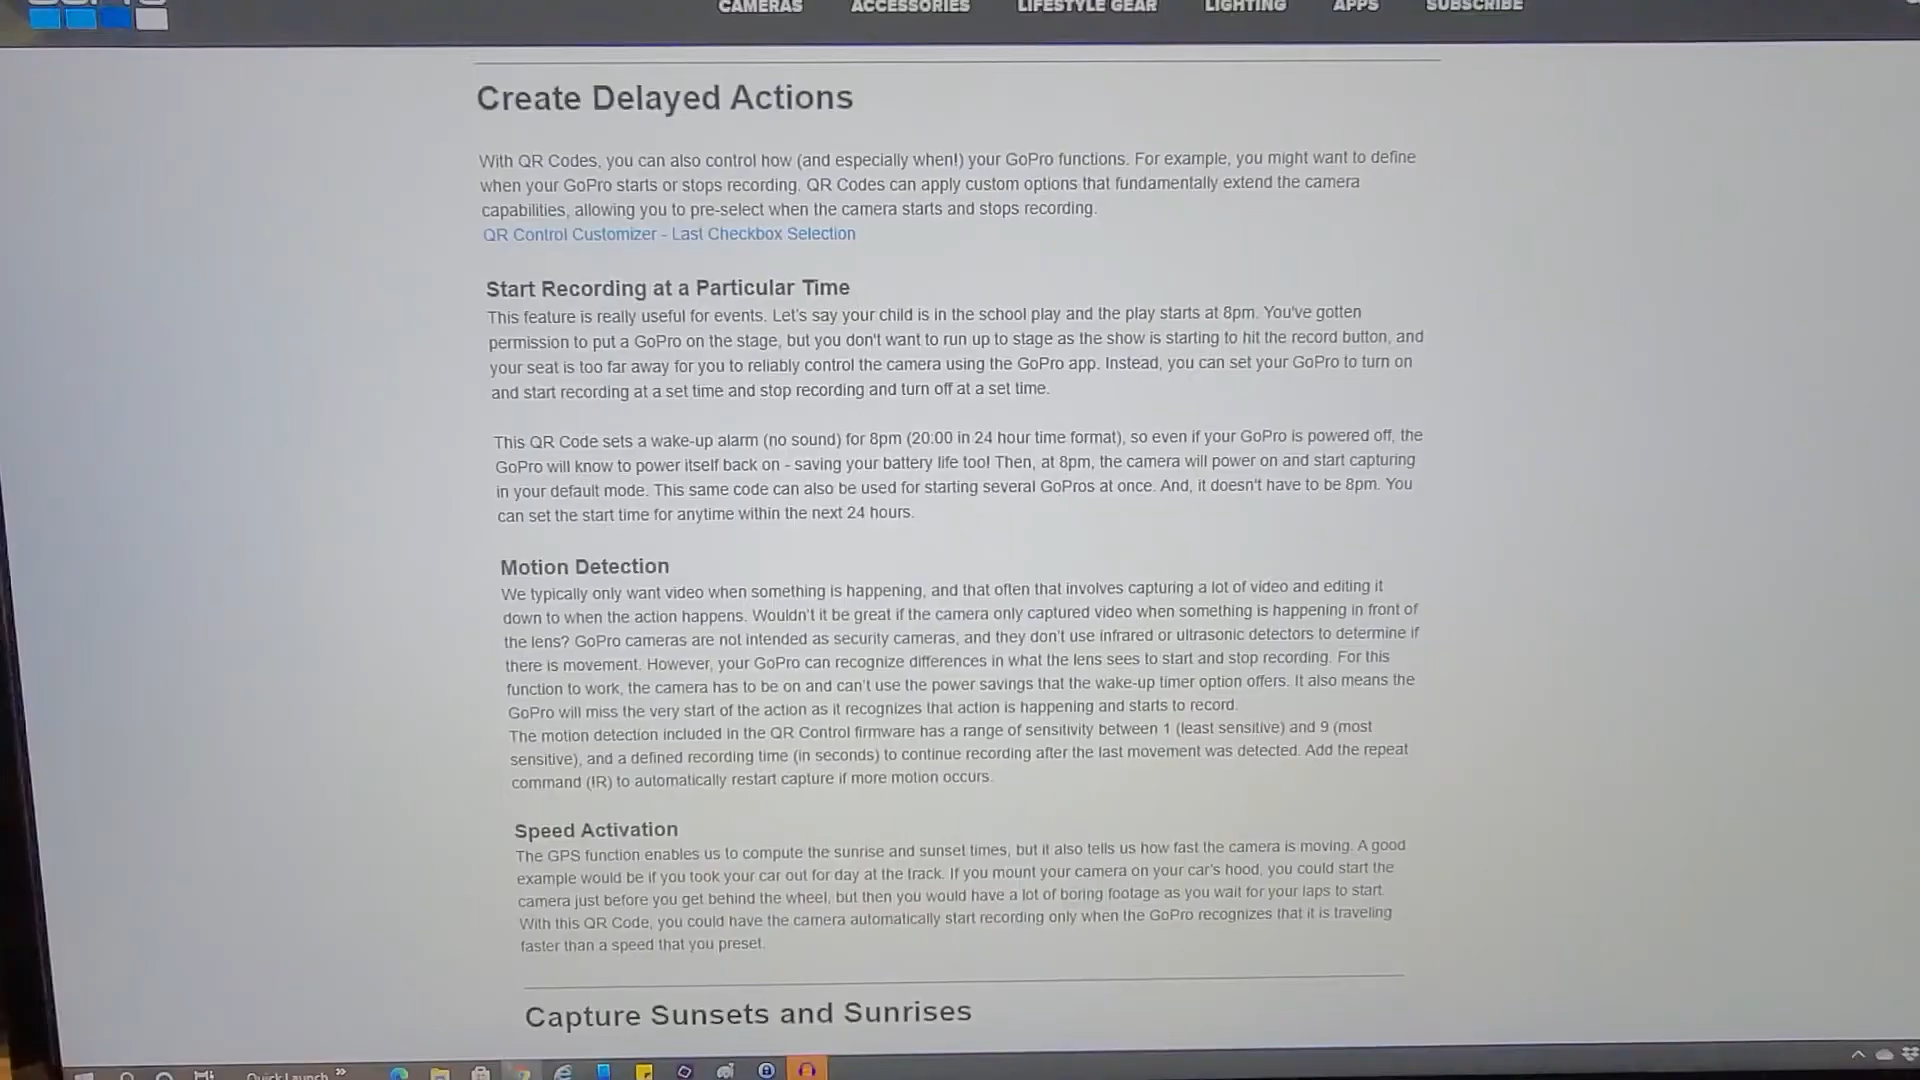 CAMERAS ACCESSORIES LIFESTYLE GEAR LIGHTING APPS SUBSCRIBE
Create Delayed Actions
With QR Codes, you can also control how (and especially when!) your GoPro functions. For example, you might want to define
when your GoPro starts or stops recording. QR Codes can apply custom options that fundamentally extend the camera
capabilities, allowing you to pre-select when the camera starts and stops recording.
QR Control Customizer - Last Checkbox Selection
Start Recording at a Particular Time
This feature is really useful for events. Let's say your child is in the school play and the play starts at 8pm. You've gotten
permission to put a GoPro on the stage, but you don't want to run up to stage as the show is starting to hit the record button, and
your seat is too far away for you to reliably control the camera using the GoPro app. Instead, you can set your GoPro to turn on
and start recording at a set time and stop recording and turn off at a set time.
This QR Code sets a wake-up alarm (no sound) for 8pm (20:00 in 24 hour time format), so even if your GoPro is powered off, the
GoPro will know to power itself back on - saving your battery life too! Then, at 8pm, the camera will power on and start capturing
in your default mode. This same code can also be used for starting several GoPros at once. And, it doesn't have to be 8pm. You
can set the start time for anytime within the next 24 hours.
Motion Detection
We typically only want video when something is happening, and that often that involves capturing a lot of video and editing it
down to when the action happens. Wouldn't it be great if the camera only captured video when something is happening in front of
the lens? GoPro cameras are not intended as security cameras, and they don't use infrared or ultrasonic detectors to determine if
there is movement. However, your GoPro can recognize differences in what the lens sees to start and stop recording. For this
function to work, the camera has to be on and can't use the power savings that the wake-up timer option offers. It also means the
GoPro will miss the very start of the action as it recognizes that action is happening and starts to record.
The motion detection included in the QR Control firmware has a range of sensitivity between 1 (least sensitive) and 9 (most
sensitive), and a defined recording time (in seconds) to continue recording after the last movement was detected. Add the repeat
command (!R) to automatically restart capture if more motion occurs.
Speed Activation
The GPS function enables us to compute the sunrise and sunset times, but it also tells us how fast the camera is moving. A good
example would be if you took your car out for day at the track. If you mount your camera on your car's hood, you could start the
camera just before you get behind the wheel, but then you would have a lot of boring footage as you wait for your laps to start.
With this QR Code, you could have the camera automatically start recording only when the GoPro recognizes that it is traveling
faster than a speed that you preset.
Capture Sunsets and Sunrises
Quick Launch